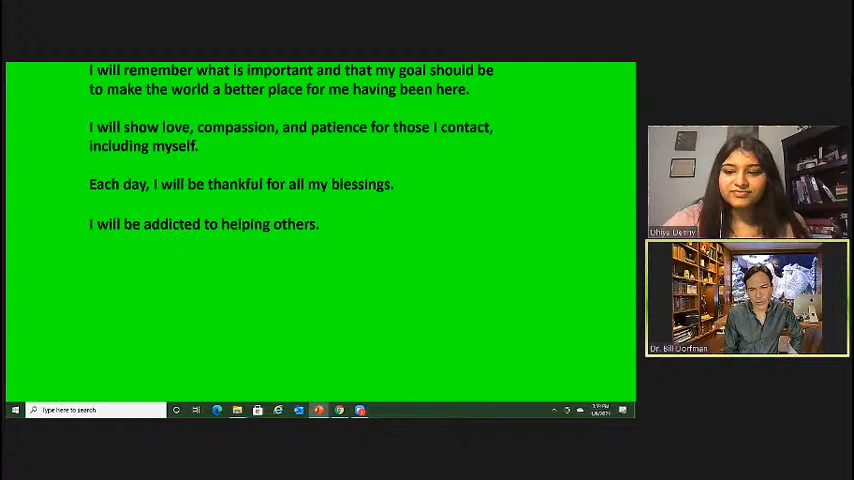 I will remember what is important and that my goal should be
to make the world a better place for me having been here.
I will show love, compassion, and patience for those I contact,
including myself.
Each day, I will be thankful for all my blessings.
I will be addicted to helping others.
Dhiya Denny
Dr. Bill Dorfman
Type here to search